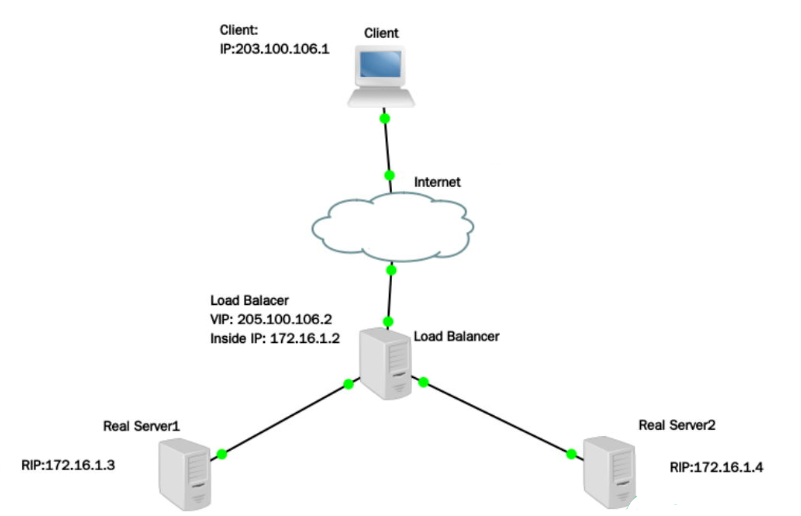 Client:
IP:203.100.106.1
Client
Internet
Load Balacer
VIP: 205.100.106.2
Inside IP: 172.16.1.2
Load Balancer
Real Server1
RIP:172.16.1.3
Real Server2
RIP:172.16.1.4